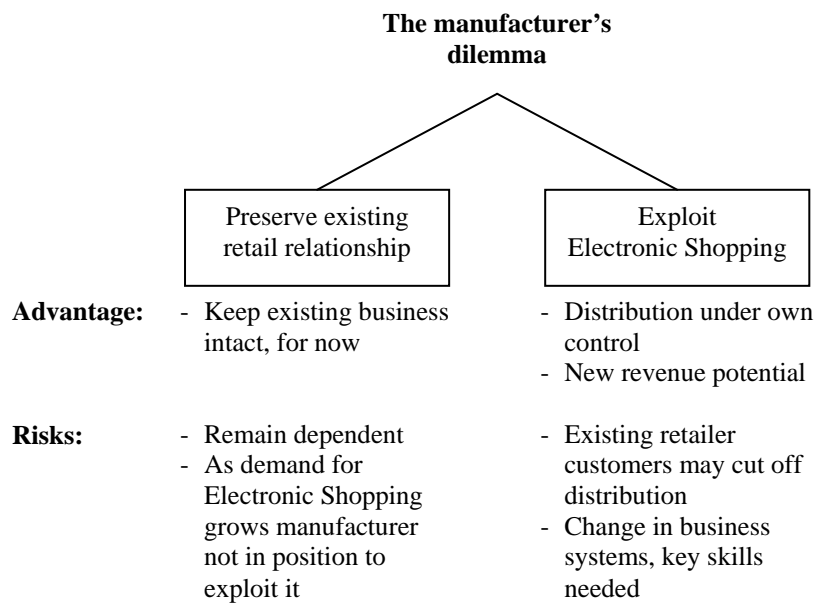 The manufacturer's
dilemma
Preserve existing
retail relationship
Exploit
Electronic Shopping
Advantage:
- Keep existing business
intact, for now
- Distribution under own
control
- New revenue potential
Risks:
- Remain dependent
- As demand for
Electronic Shopping
grows manufacturer
not in position to
exploit it
- Existing retailer
customers may cut off
distribution
- Change in business
systems, key skills
needed